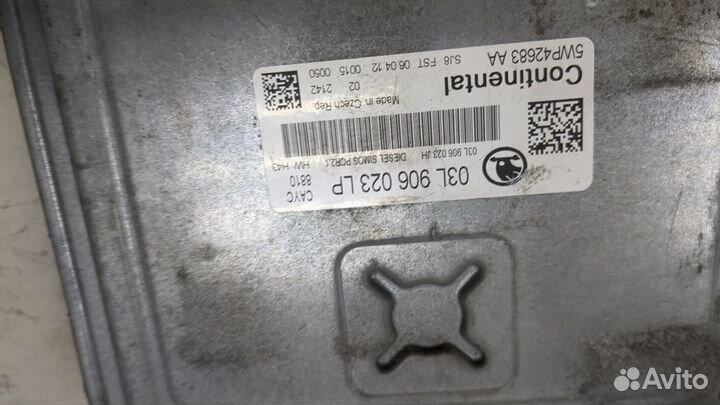 03L 906 023 LP
CAYC
8810
03L 906 023 JH DIESEL SIMOS PCR2.1 HW: H43
Made in Czech Rep.
02 2142
Continental
SJ8 FST 06 04 12 0015 0050
5WP42683 AA
Avito